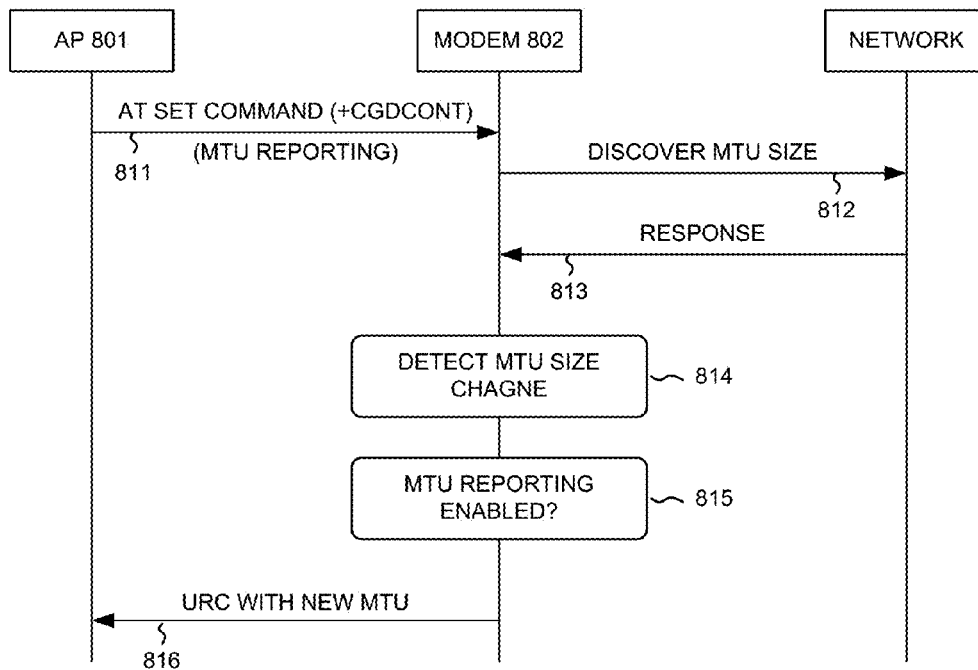 AP 801
MODEM 802
NETWORK
AT SET COMMAND (+CGDCONT)
(MTU REPORTING)
811
DISCOVER MTU SIZE
812
RESPONSE
813
DETECT MTU SIZE
CHAGNE
814
MTU REPORTING
ENABLED?
815
URC WITH NEW MTU
816